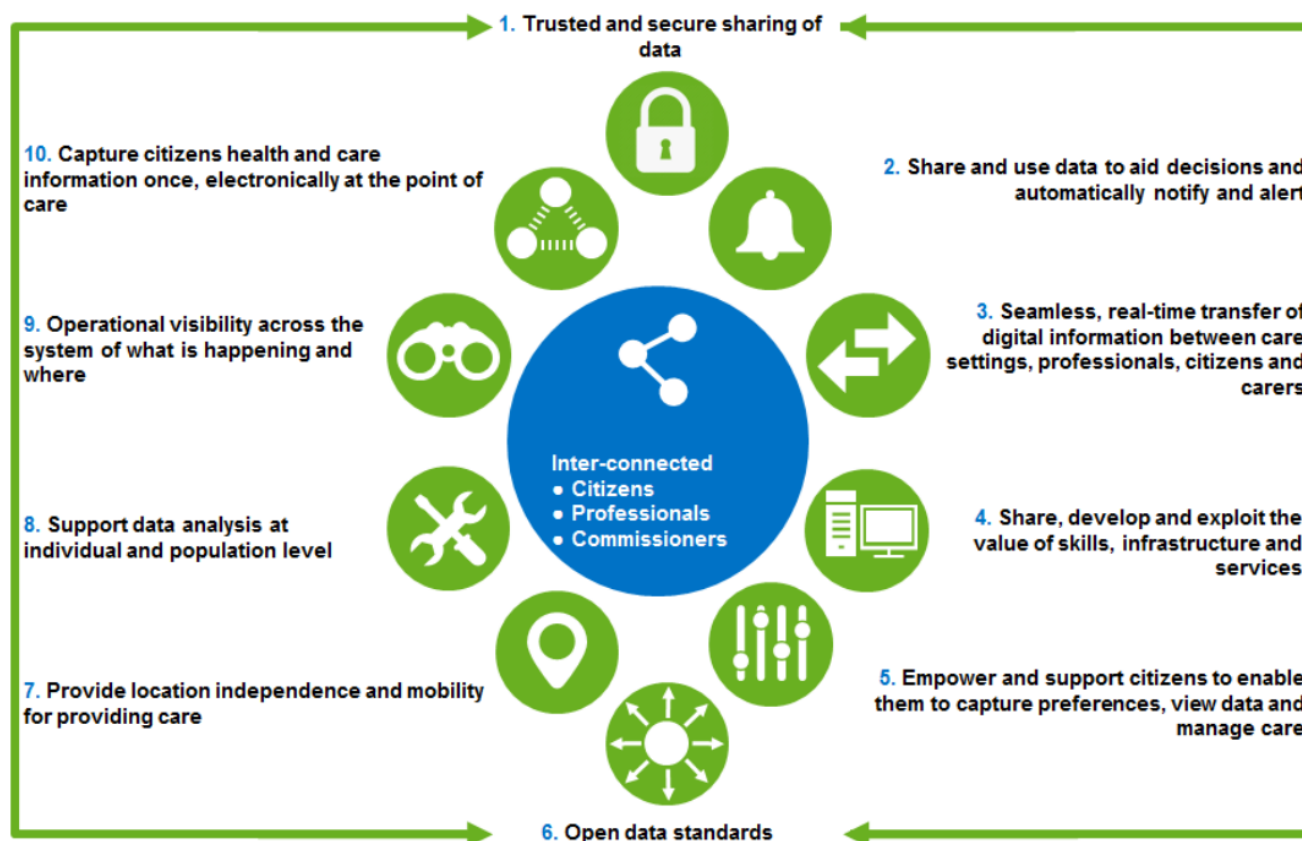 1. Trusted and secure sharing of
data
2. Share and use data to aid decisions and
automatically notify and alert
3. Seamless, real-time transfer of
digital information between care
settings, professionals, citizens and
carers
4. Share, develop and exploit the
value of skills, infrastructure and
services
5. Empower and support citizens to enable
them to capture preferences, view data and
manage care
6. Open data standards
7. Provide location independence and mobility
for providing care
8. Support data analysis at
individual and population level
9. Operational visibility across the
system of what is happening and
where
10. Capture citizens health and care
information once, electronically at the point of
care
Inter-connected
● Citizens
● Professionals
● Commissioners